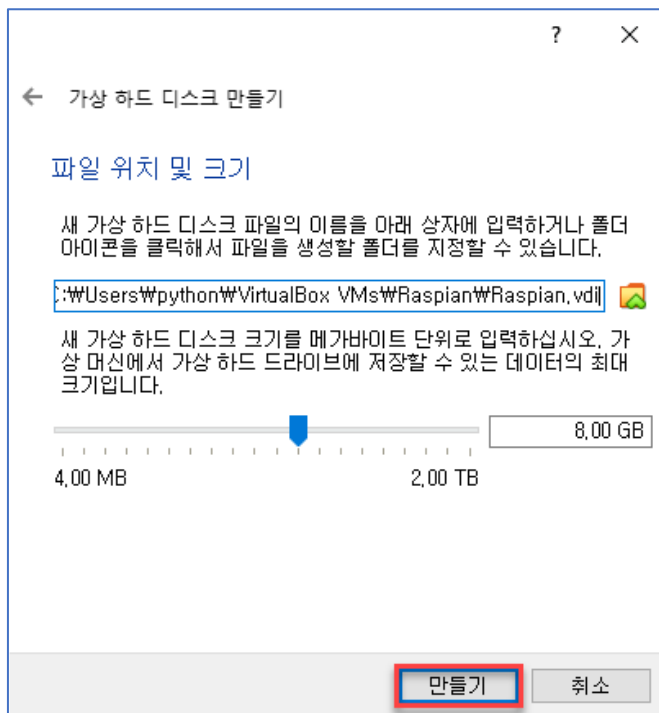 ?
가상 하드 디스크 만들기
파일 위치 및 크기
새 가상 하드 디스크 파일의 이름을 아래 상자에 입력하거나 폴더
아이콘을 클릭해서 파일을 생성할 폴더를 지정할 수 있습니다.
:₩Users₩python₩VirtualBox VMs₩Raspian₩Raspian.vdi
새 가상 하드 디스크 크기를 메가바이트 단위로 입력하십시오. 가
상 머신에서 가상 하드 드라이브에 저장할 수 있는 데이터의 최대
크기입니다.
8.00 GB
4.00 MB 2.00 TB
만들기 취소